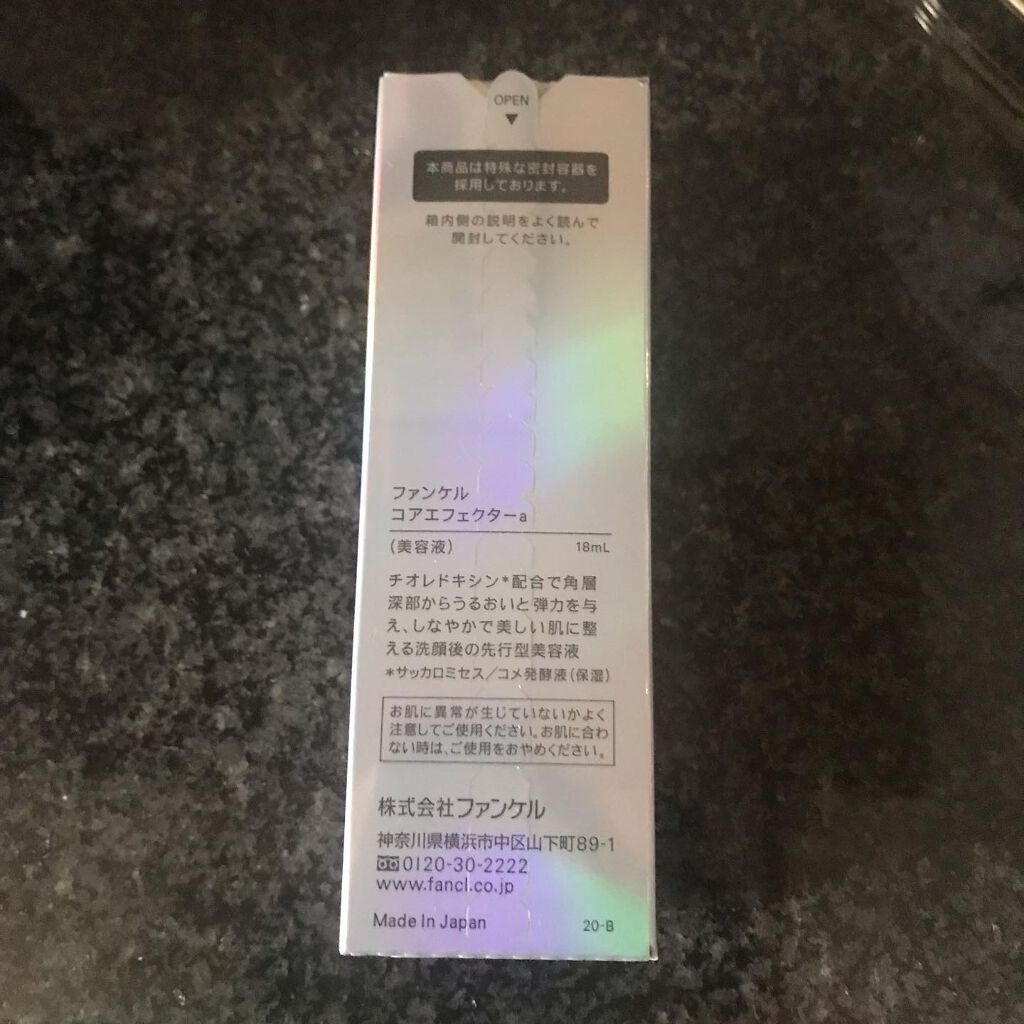 OPEN
▼
本商品は特殊な密封容器を
採用しております。
箱内側の説明をよく読んで
開封してください。
ファンケル
コアエフェクターa
(美容液) 18mL
チオレドキシン*配合で角層
深部からうるおいと弾力を与
え、しなやかで美しい肌に整
える洗顔後の先行型美容液
*サッカロミセス/コメ発酵液(保湿)
お肌に異常が生じていないかよく
注意してご使用ください。お肌に合わ
ない時は、ご使用をおやめください。
株式会社ファンケル
神奈川県横浜市中区山下町89-1
0120-30-2222
www.fancl.co.jp
Made In Japan 20-B